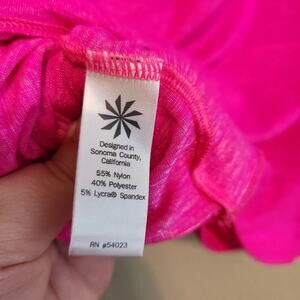 Designed in
Sonoma County,
California
55% Nylon
40% Polyester
5% Lycra® Spandex
RN #54023